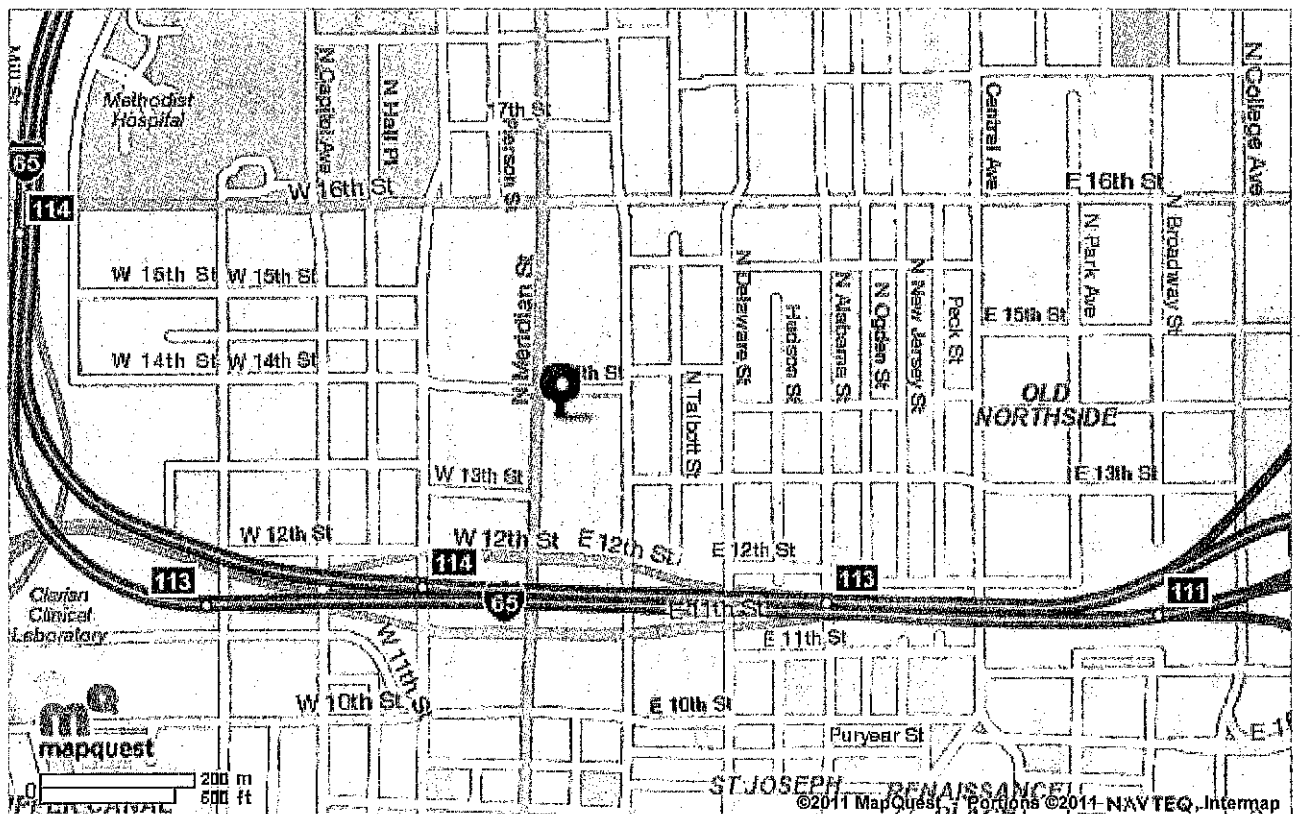 N Capitol Ave
N Hall Pl
17th St
Pierson St
Central Ave
N College Ave
Methodist
Hospital
65
114
W 16th St
E 16th St
N Park Ave
N Broadway St
W 15th St
W 15th St
N Meridian St
N Delaware St
Hudson St
N Alabama St
N Ogden St
N New Jersey St
Peck St
E 15th St
W 14th St
W 14th St
th St
N Talbott St
OLD
NORTHSIDE
W 13th St
E 13th St
W 12th St
W 12th St
E 12th St
E 12th St
113
114
113
111
65
Clarian
Clinical
Laboratory
E 11th St
E 11th St
W 11th S
W 10th St
E 10th St
Puryear St
mapquest
0
200 m
600 ft
ST JOSEPH
RENAISSANCE
©2011 MapQuest - Portions ©2011 NAVTEQ, Intermap